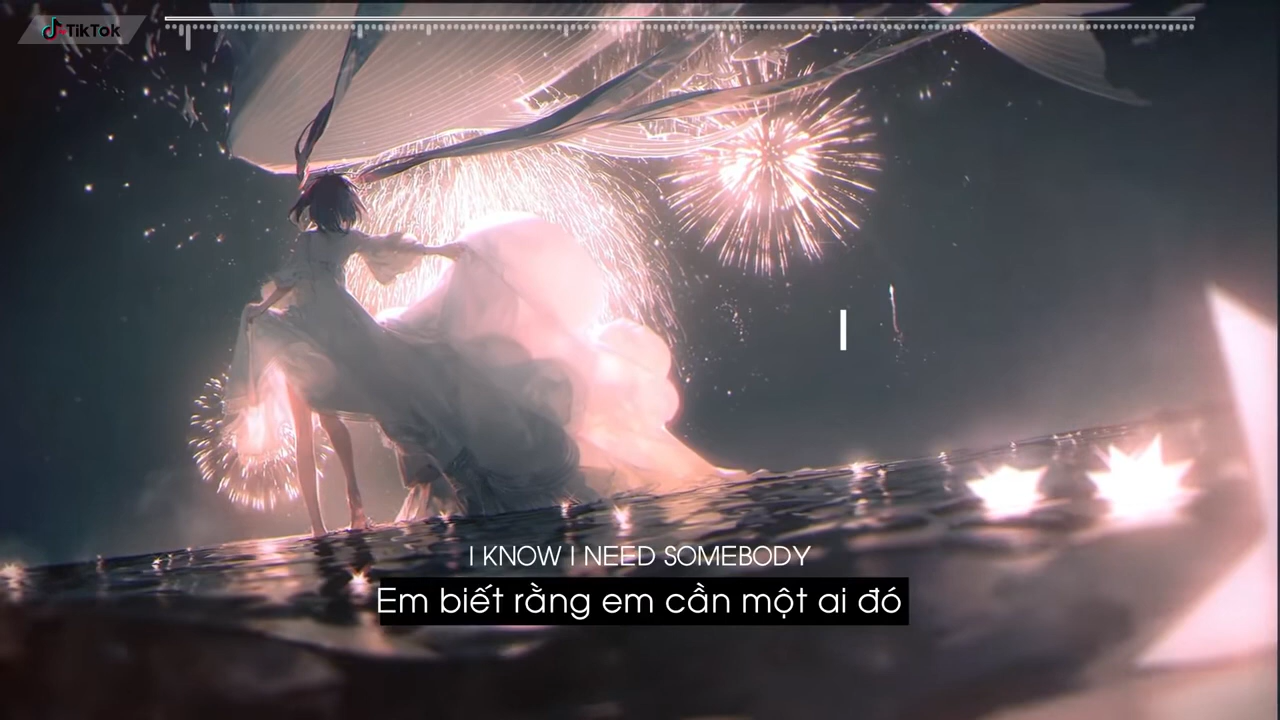 TikTok
I
I KNOW I NEED SOMEBODY
Em biết rằng em cần một ai đó